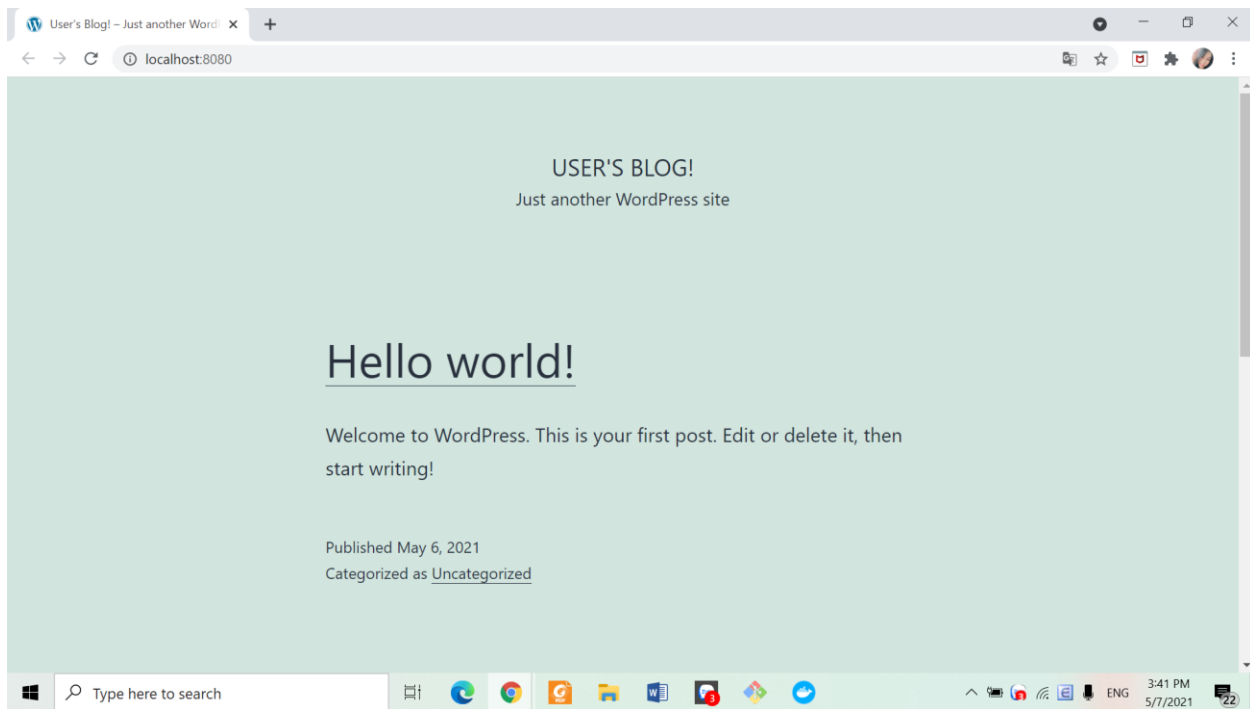 User's Blog! – Just another Word
localhost:8080
USER'S BLOG!
Just another WordPress site
Hello world!
Welcome to WordPress. This is your first post. Edit or delete it, then
start writing!
Published May 6, 2021
Categorized as Uncategorized
Type here to search
ENG
3:41 PM
5/7/2021
22